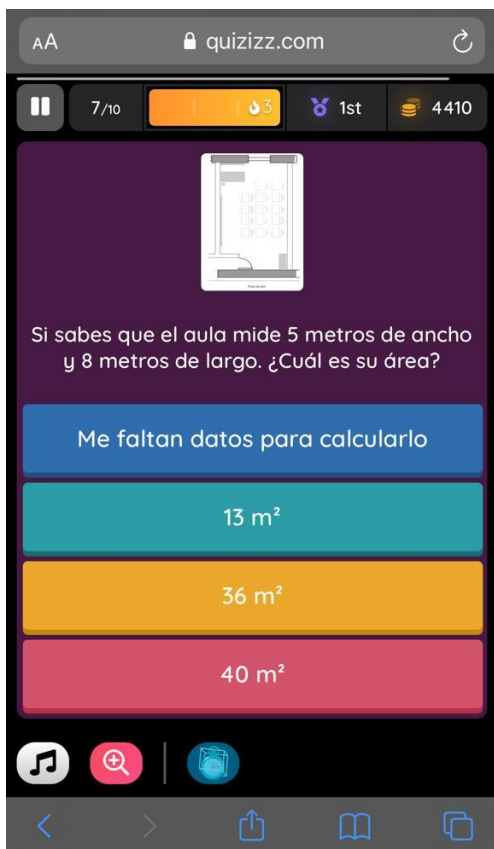 AA quizizz.com
7/10 3 1st 4410
Si sabes que el aula mide 5 metros de ancho
y 8 metros de largo. ¿Cuál es su área?
Me faltan datos para calcularlo
13 m²
36 m²
40 m²